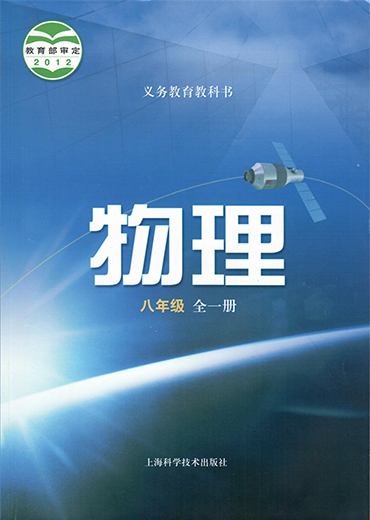 教育部审定
2012
义务教育教科书
物理
八年级 全一册
上海科学技术出版社